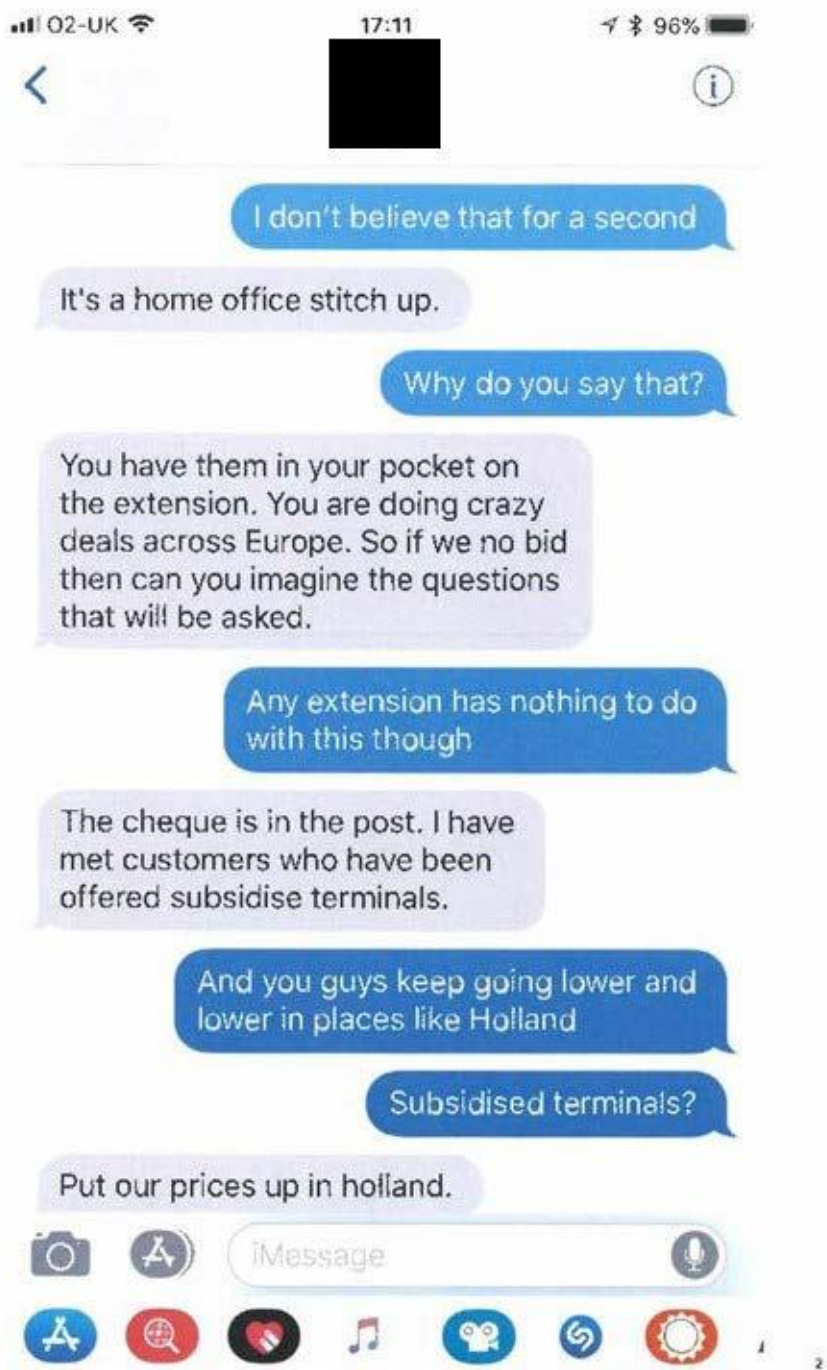 O2-UK 17:11 96%
I don't believe that for a second
It's a home office stitch up.
Why do you say that?
You have them in your pocket on
the extension. You are doing crazy
deals across Europe. So if we no bid
then can you imagine the questions
that will be asked.
Any extension has nothing to do
with this though
The cheque is in the post. I have
met customers who have been
offered subsidise terminals.
And you guys keep going lower and
lower in places like Holland
Subsidised terminals?
Put our prices up in holland.
iMessage
2